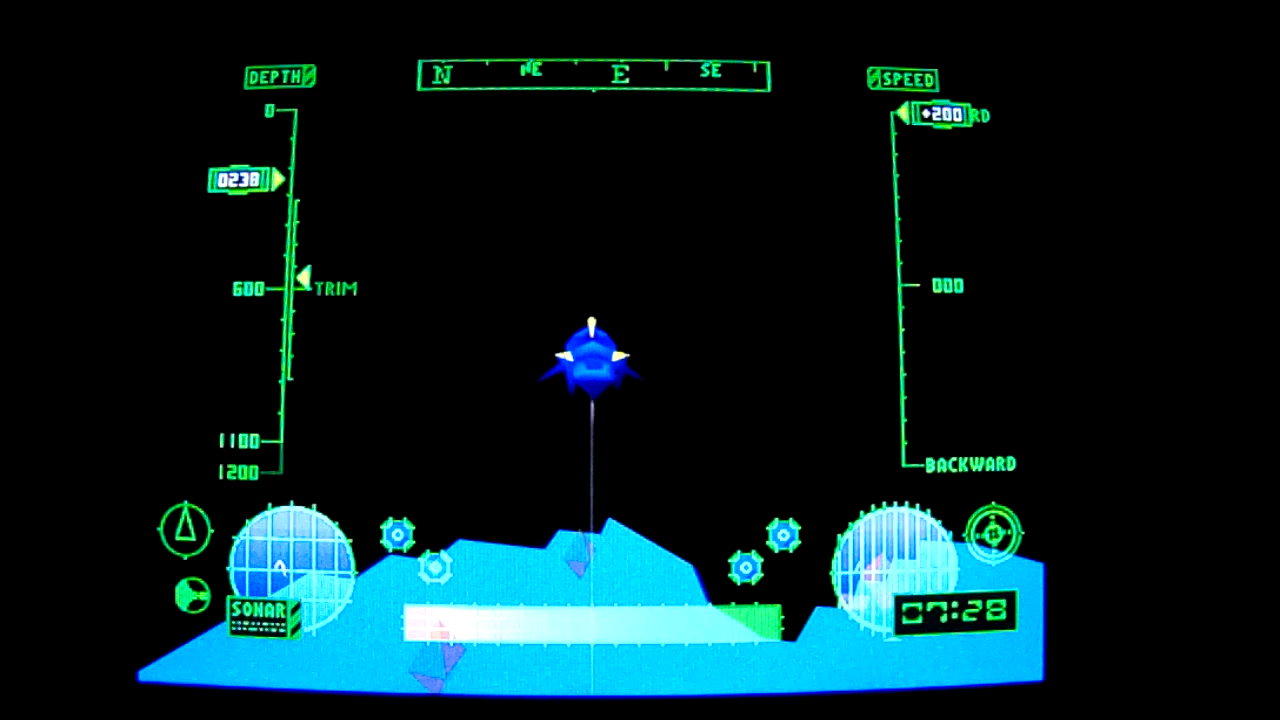 DEPTH
N NE E SE
SPEED
0
+200
RD
0238
600
TRIM
000
1100
1200
BACKWARD
SONAR
07:28